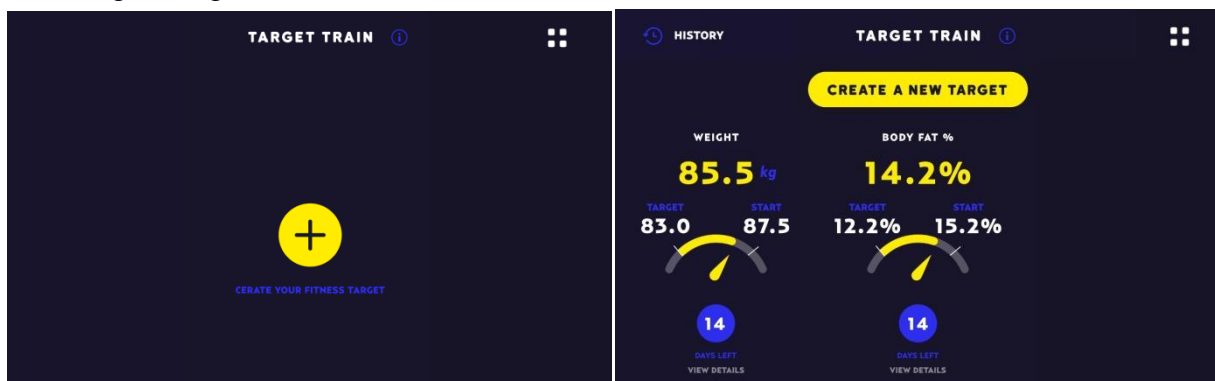 TARGET TRAIN
CERATE YOUR FITNESS TARGET
HISTORY
TARGET TRAIN
CREATE A NEW TARGET
WEIGHT BODY FAT %
85.5 kg 14.2%
TARGET START TARGET START
83.0 87.5 12.2% 15.2%
14 14
DAYS LEFT DAYS LEFT
VIEW DETAILS VIEW DETAILS